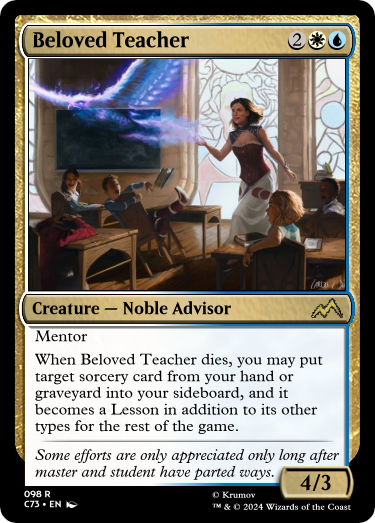 Beloved Teacher 2
Creature — Noble Advisor
Mentor
When Beloved Teacher dies, you may put
target sorcery card from your hand or
graveyard into your sideboard, and it
becomes a Lesson in addition to its other
types for the rest of the game.
Some efforts are only appreciated only long after
master and student have parted ways.
4/3
098 R
C73 • EN
© Krumov
™ & © 2024 Wizards of the Coast